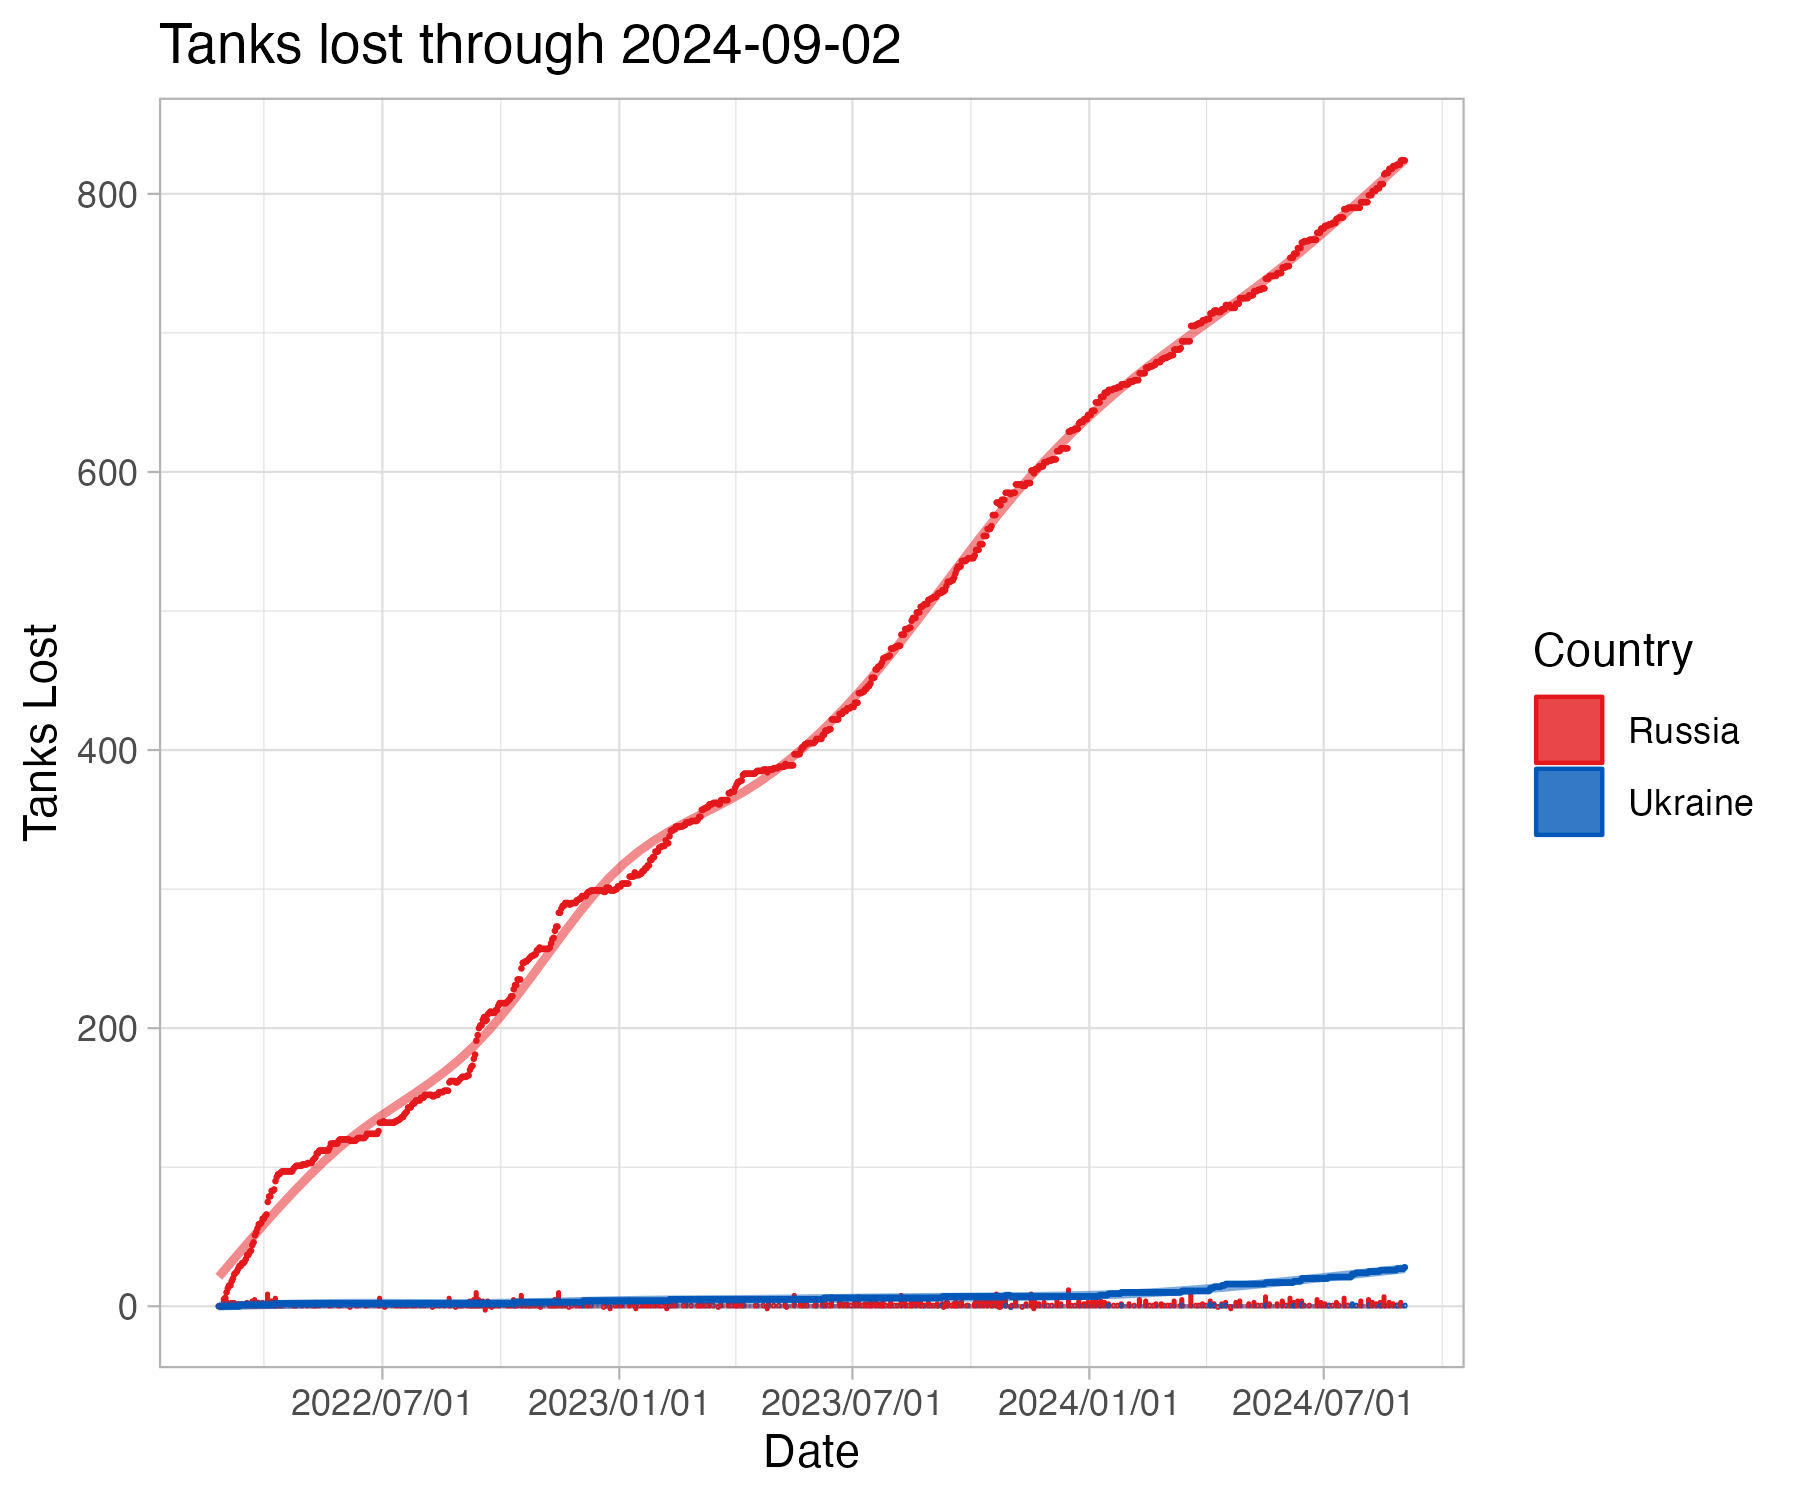 Tanks lost through 2024-09-02
Tanks Lost
800
600
400
200
0
2022/07/01 2023/01/01 2023/07/01 2024/01/01 2024/07/01
Date
Country
Russia
Ukraine